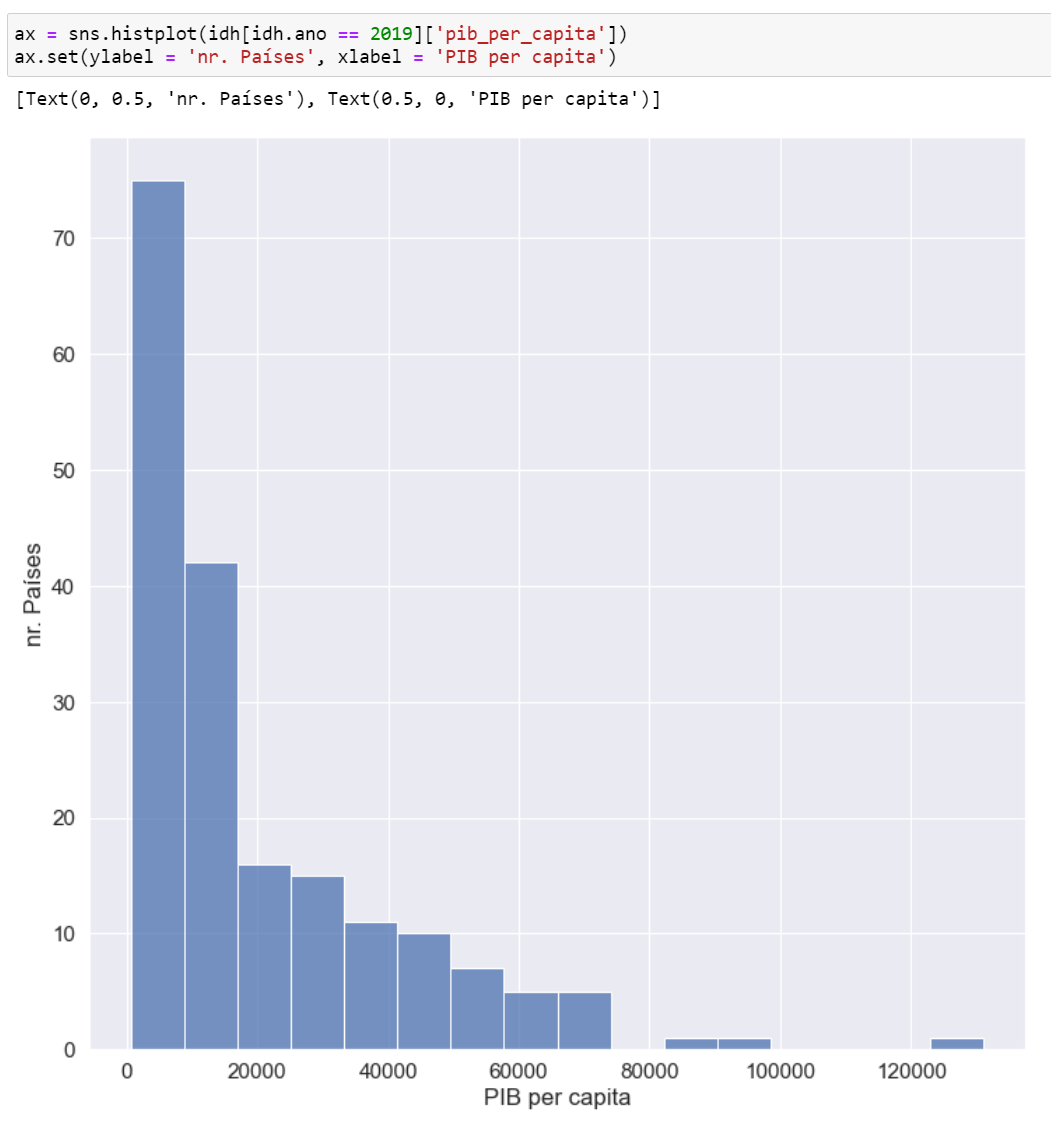 ax = sns.histplot(idh[idh.ano == 2019]['pib_per_capita'])
ax.set(ylabel = 'nr. Países', xlabel = 'PIB per capita')
[Text(0, 0.5, 'nr. Países'), Text(0.5, 0, 'PIB per capita')]
nr. Países
70
60
50
40
30
20
10
0
0 20000 40000 60000 80000 100000 120000
PIB per capita